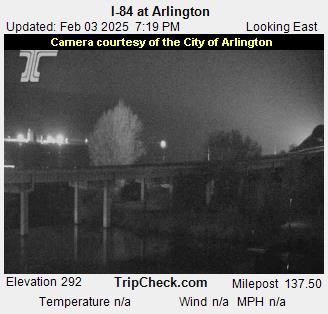 I-84 at Arlington
Updated: Feb 03 2025 7:19 PM Looking East
Camera courtesy of the City of Arlington
Elevation 292 TripCheck.com Milepost 137.50
Temperature n/a Wind n/a MPH n/a